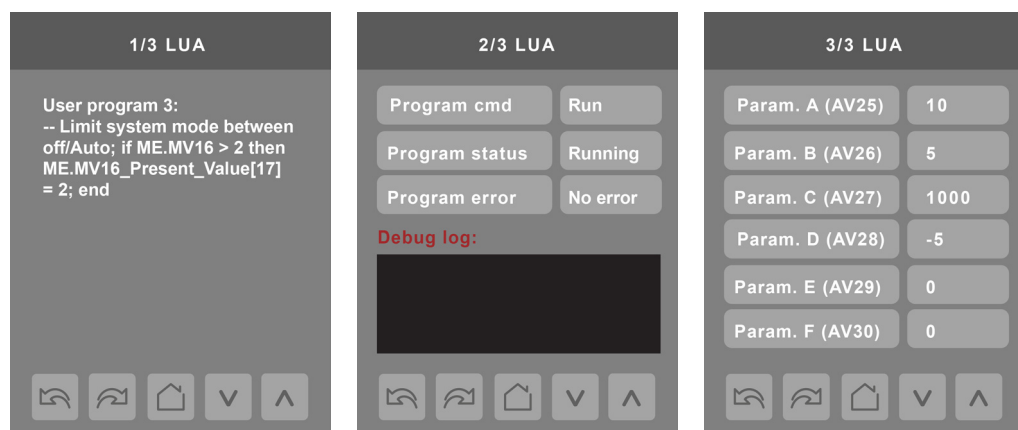 1/3 LUA
User program 3:
-- Limit system mode between
off/Auto; if ME.MV16 > 2 then
ME.MV16_Present_Value[17]
= 2; end
2/3 LUA
Program cmd Run
Program status Running
Program error No error
Debug log:
3/3 LUA
Param. A (AV25) 10
Param. B (AV26) 5
Param. C (AV27) 1000
Param. D (AV28) -5
Param. E (AV29) 0
Param. F (AV30) 0